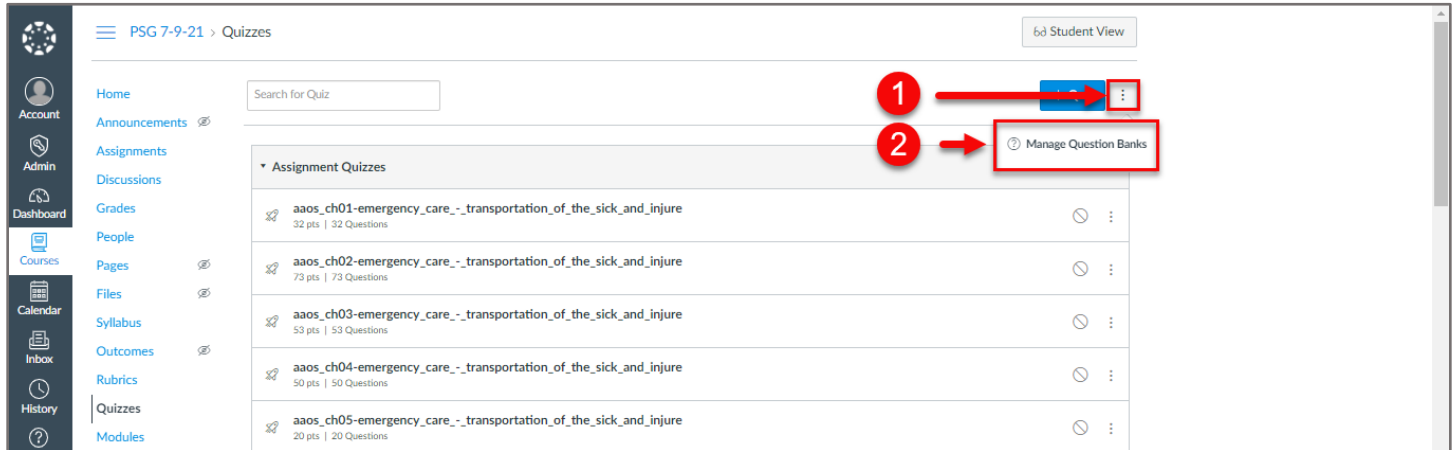 PSG 7-9-21 > Quizzes
Student View
Account
Admin
Dashboard
Courses
Calendar
Inbox
History
Home
Announcements
Assignments
Discussions
Grades
People
Pages
Files
Syllabus
Outcomes
Rubrics
Quizzes
Modules
Search for Quiz
1
2
Manage Question Banks
Assignment Quizzes
aaos_ch01-emergency_care_-_transportation_of_the_sick_and_injure
32 pts | 32 Questions
aaos_ch02-emergency_care_-_transportation_of_the_sick_and_injure
73 pts | 73 Questions
aaos_ch03-emergency_care_-_transportation_of_the_sick_and_injure
53 pts | 53 Questions
aaos_ch04-emergency_care_-_transportation_of_the_sick_and_injure
50 pts | 50 Questions
aaos_ch05-emergency_care_-_transportation_of_the_sick_and_injure
20 pts | 20 Questions